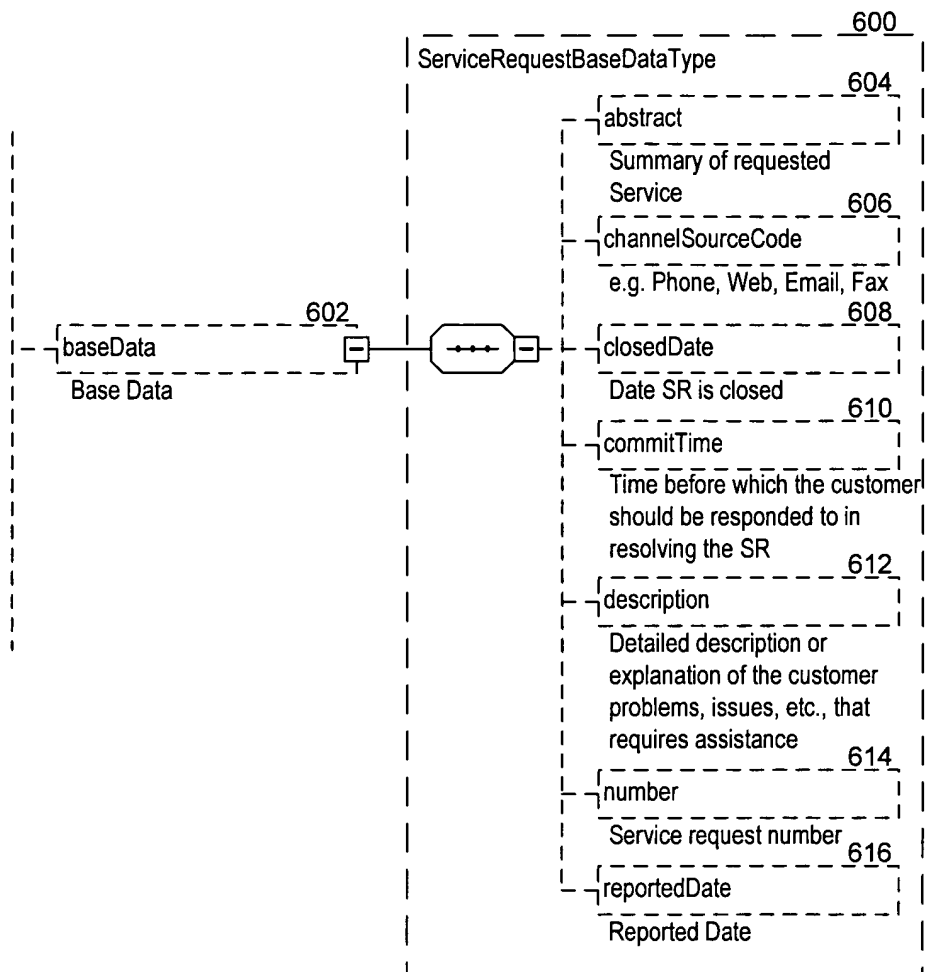 600
ServiceRequestBaseDataType
604
abstract
Summary of requested
Service
606
channelSourceCode
e.g. Phone, Web, Email, Fax
602
baseData
Base Data
608
closedDate
Date SR is closed
610
commitTime
Time before which the customer
should be responded to in
resolving the SR
612
description
Detailed description or
explanation of the customer
problems, issues, etc., that
requires assistance
614
number
Service request number
616
reportedDate
Reported Date